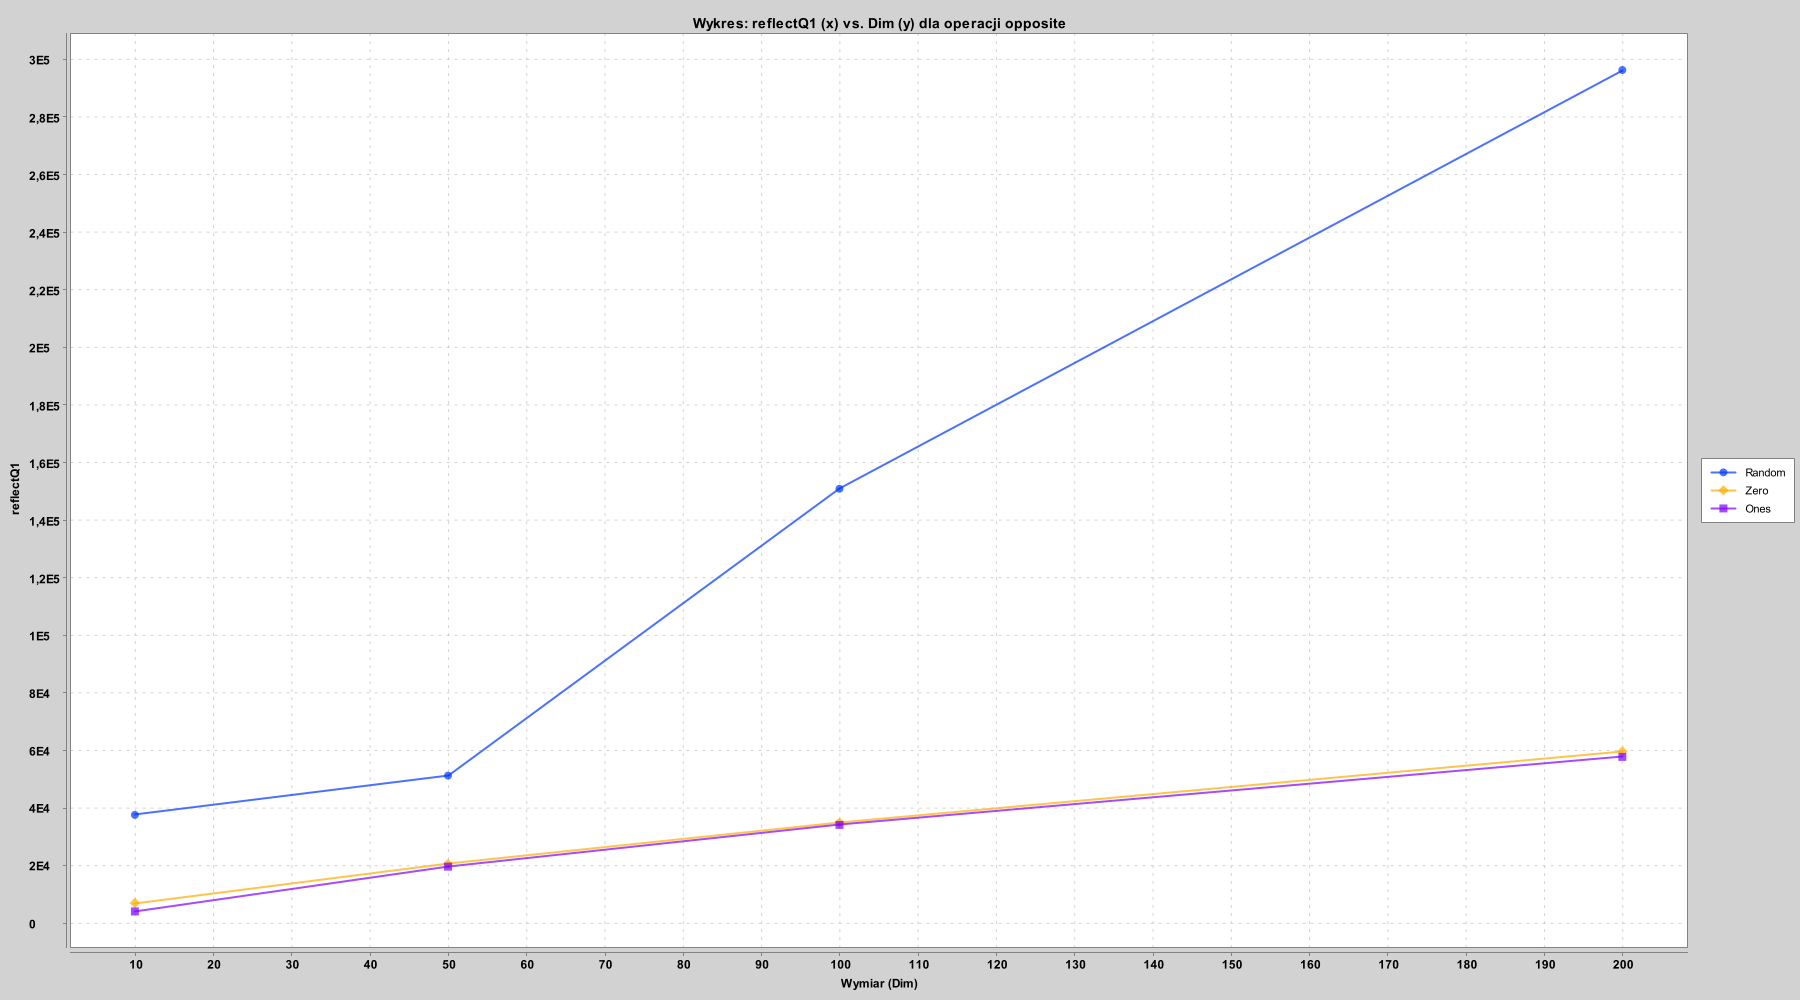 Wykres: reflectQ1 (x) vs. Dim (y) dla operacji opposite
3E5
2,8E5
2,6E5
2,4E5
2,2E5
2E5
1,8E5
1,6E5
1,4E5
1,2E5
1E5
8E4
6E4
4E4
2E4
0
reflectQ1
10 20 30 40 50 60 70 80 90 100 110 120 130 140 150 160 170 180 190 200
Wymiar (Dim)
Random
Zero
Ones